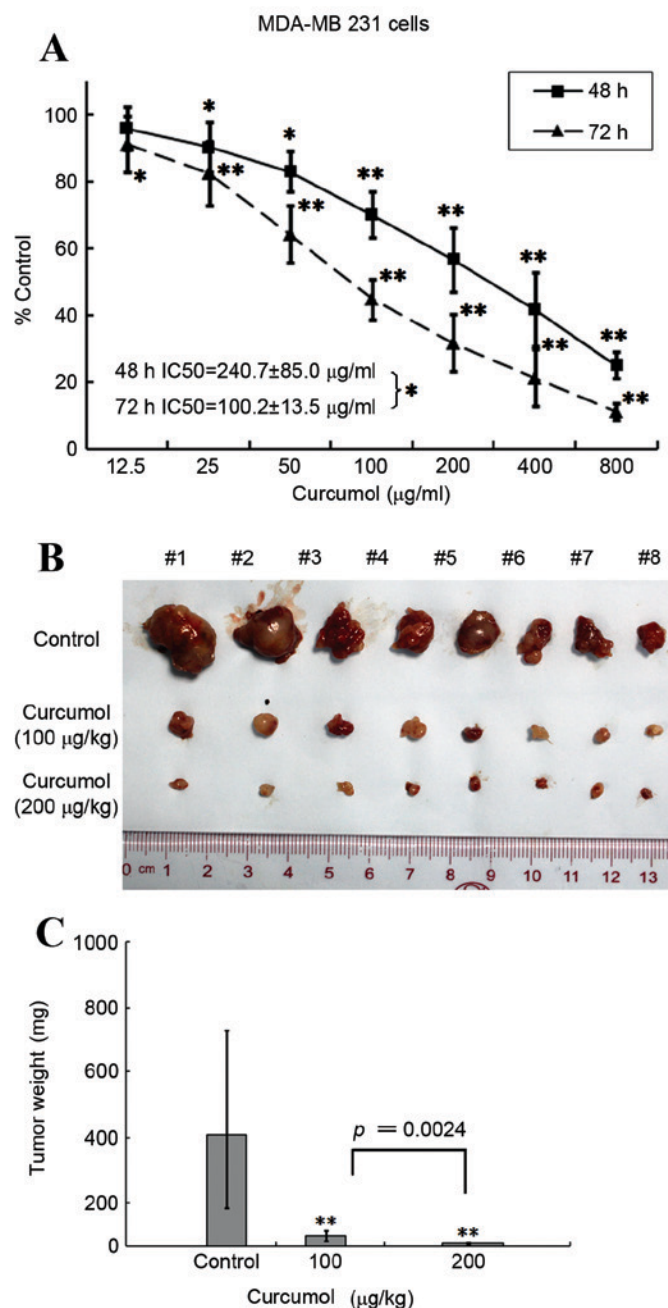 MDA-MB 231 cells
A
100
80
60
40
20
0
% Control
48 h
72 h
*
*
**
**
**
**
*
**
**
**
**
**
**
48 h IC50=240.7±85.0 µg/ml
72 h IC50=100.2±13.5 µg/ml
*
12.5 25 50 100 200 400 800
Curcumol (µg/ml)
B
#1 #2 #3 #4 #5 #6 #7 #8
Control
Curcumol
(100 µg/kg)
Curcumol
(200 µg/kg)
0 cm 1 2 3 4 5 6 7 8 9 10 11 12 13
C
1000
800
600
400
200
0
Tumor weight (mg)
p = 0.0024
** **
Control 100 200
Curcumol (µg/kg)